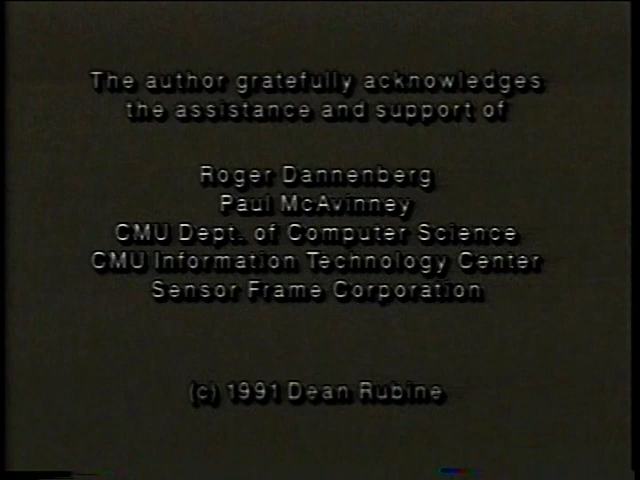 The author gratefully acknowledges
the assistance and support of
Roger Dannenberg
Paul McAvinney
CMU Dept. of Computer Science
CMU Information Technology Center
Sensor Frame Corporation
(c) 1991 Dean Rubine